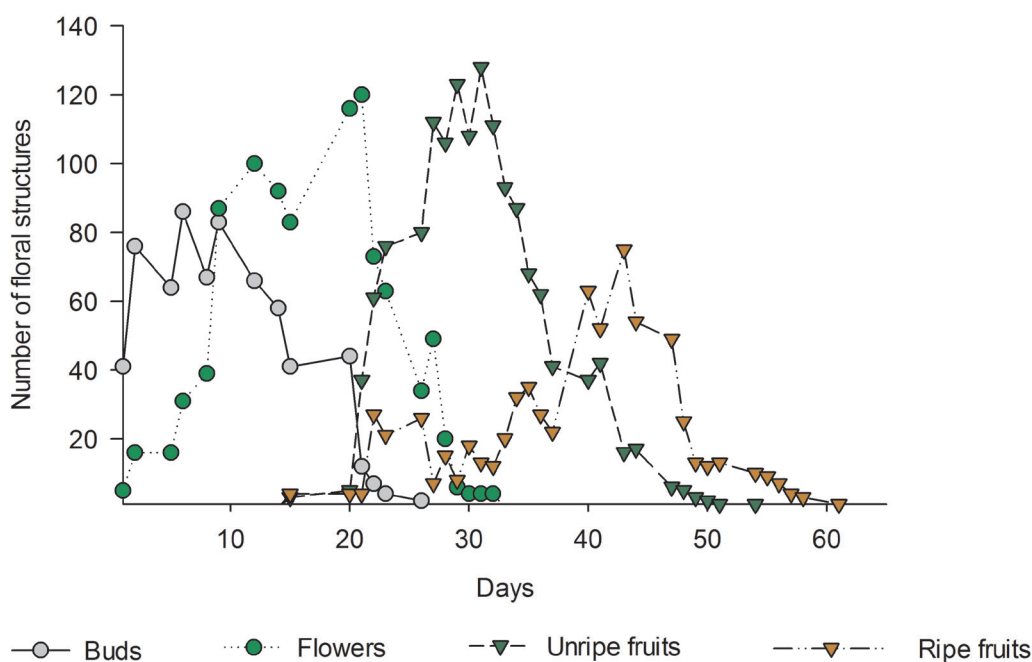 140
120
100
80
60
40
20
Number of floral structures
10 20 30 40 50 60
Days
Buds Flowers Unripe fruits Ripe fruits